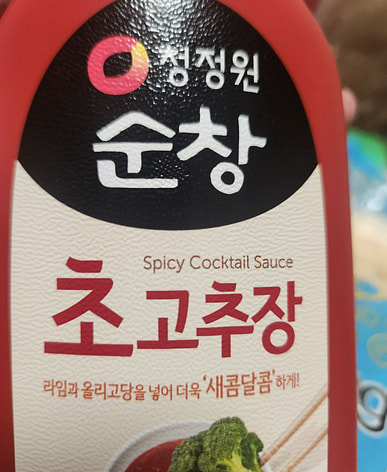 청정원
순창
Spicy Cocktail Sauce
초고추장
라임과 올리고당을 넣어 더욱 '새콤달콤'하게!